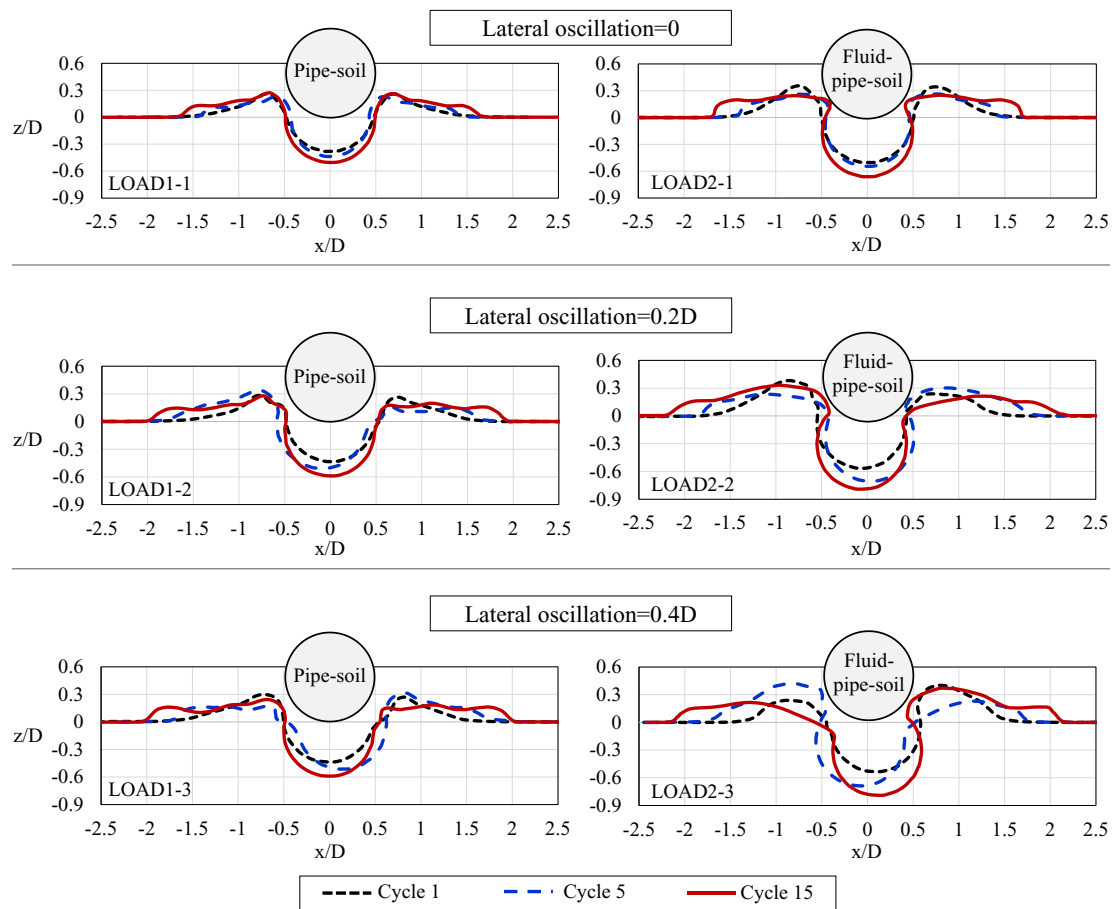 Lateral oscillation=0
Pipe-soil
0.6
0.3
0
-0.3
-0.6
-0.9
z/D
LOAD1-1
-2.5 -2 -1.5 -1 -0.5 0 0.5 1 1.5 2 2.5
x/D
Fluid-
pipe-soil
0.6
0.3
0
-0.3
-0.6
-0.9
LOAD2-1
-2.5 -2 -1.5 -1 -0.5 0 0.5 1 1.5 2 2.5
x/D
Lateral oscillation=0.2D
Pipe-soil
0.6
0.3
0
-0.3
-0.6
-0.9
z/D
LOAD1-2
-2.5 -2 -1.5 -1 -0.5 0 0.5 1 1.5 2 2.5
x/D
Fluid-
pipe-soil
0.6
0.3
0
-0.3
-0.6
-0.9
LOAD2-2
-2.5 -2 -1.5 -1 -0.5 0 0.5 1 1.5 2 2.5
x/D
Lateral oscillation=0.4D
Pipe-soil
0.6
0.3
0
-0.3
-0.6
-0.9
z/D
LOAD1-3
-2.5 -2 -1.5 -1 -0.5 0 0.5 1 1.5 2 2.5
x/D
Fluid-
pipe-soil
0.6
0.3
0
-0.3
-0.6
-0.9
LOAD2-3
-2.5 -2 -1.5 -1 -0.5 0 0.5 1 1.5 2 2.5
x/D
Cycle 1 Cycle 5 Cycle 15